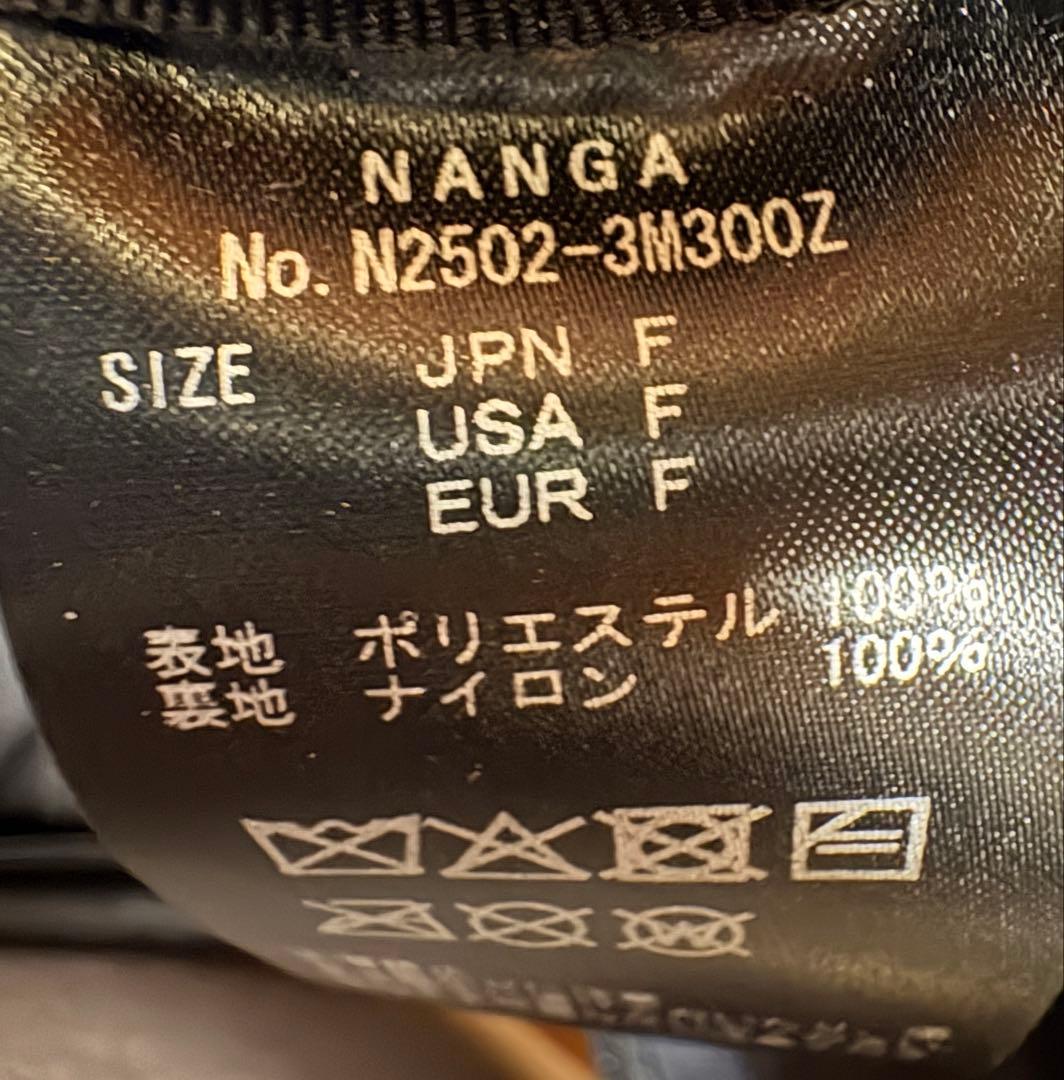 NANGA
No. N2502-3M300Z
SIZE JPN F
USA F
EUR F
表地 ポリエステル 100%
裏地 ナイロン 100%
W